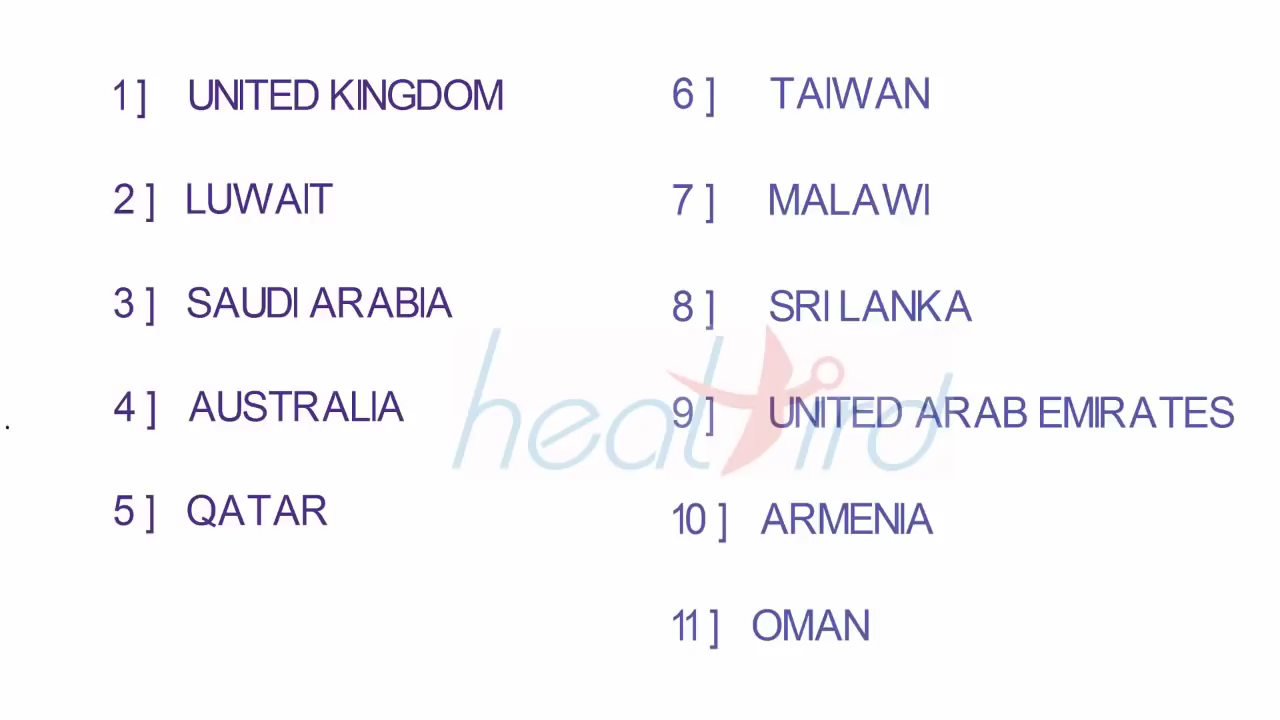 1 ] UNITED KINGDOM
2 ] LUWAIT
3 ] SAUDI ARABIA
4 ] AUSTRALIA
5 ] QATAR
6 ] TAIWAN
7 ] MALAWI
8 ] SRI LANKA
9 ] UNITED ARAB EMIRATES
10 ] ARMENIA
11 ] OMAN
.